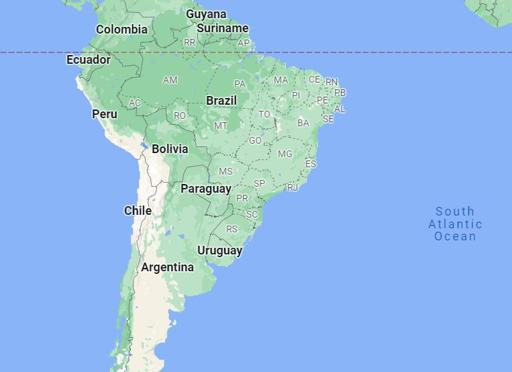 Guyana
Colombia
Suriname
RR
AP
Ecuador
AM
PA
MA
CE
RN
PB
PI
PE
AL
SE
AC
RO
Brazil
TO
BA
Peru
MT
GO
Bolivia
MG
ES
MS
Paraguay
SP
RJ
PR
Chile
SC
RS
South
Atlantic
Ocean
Uruguay
Argentina